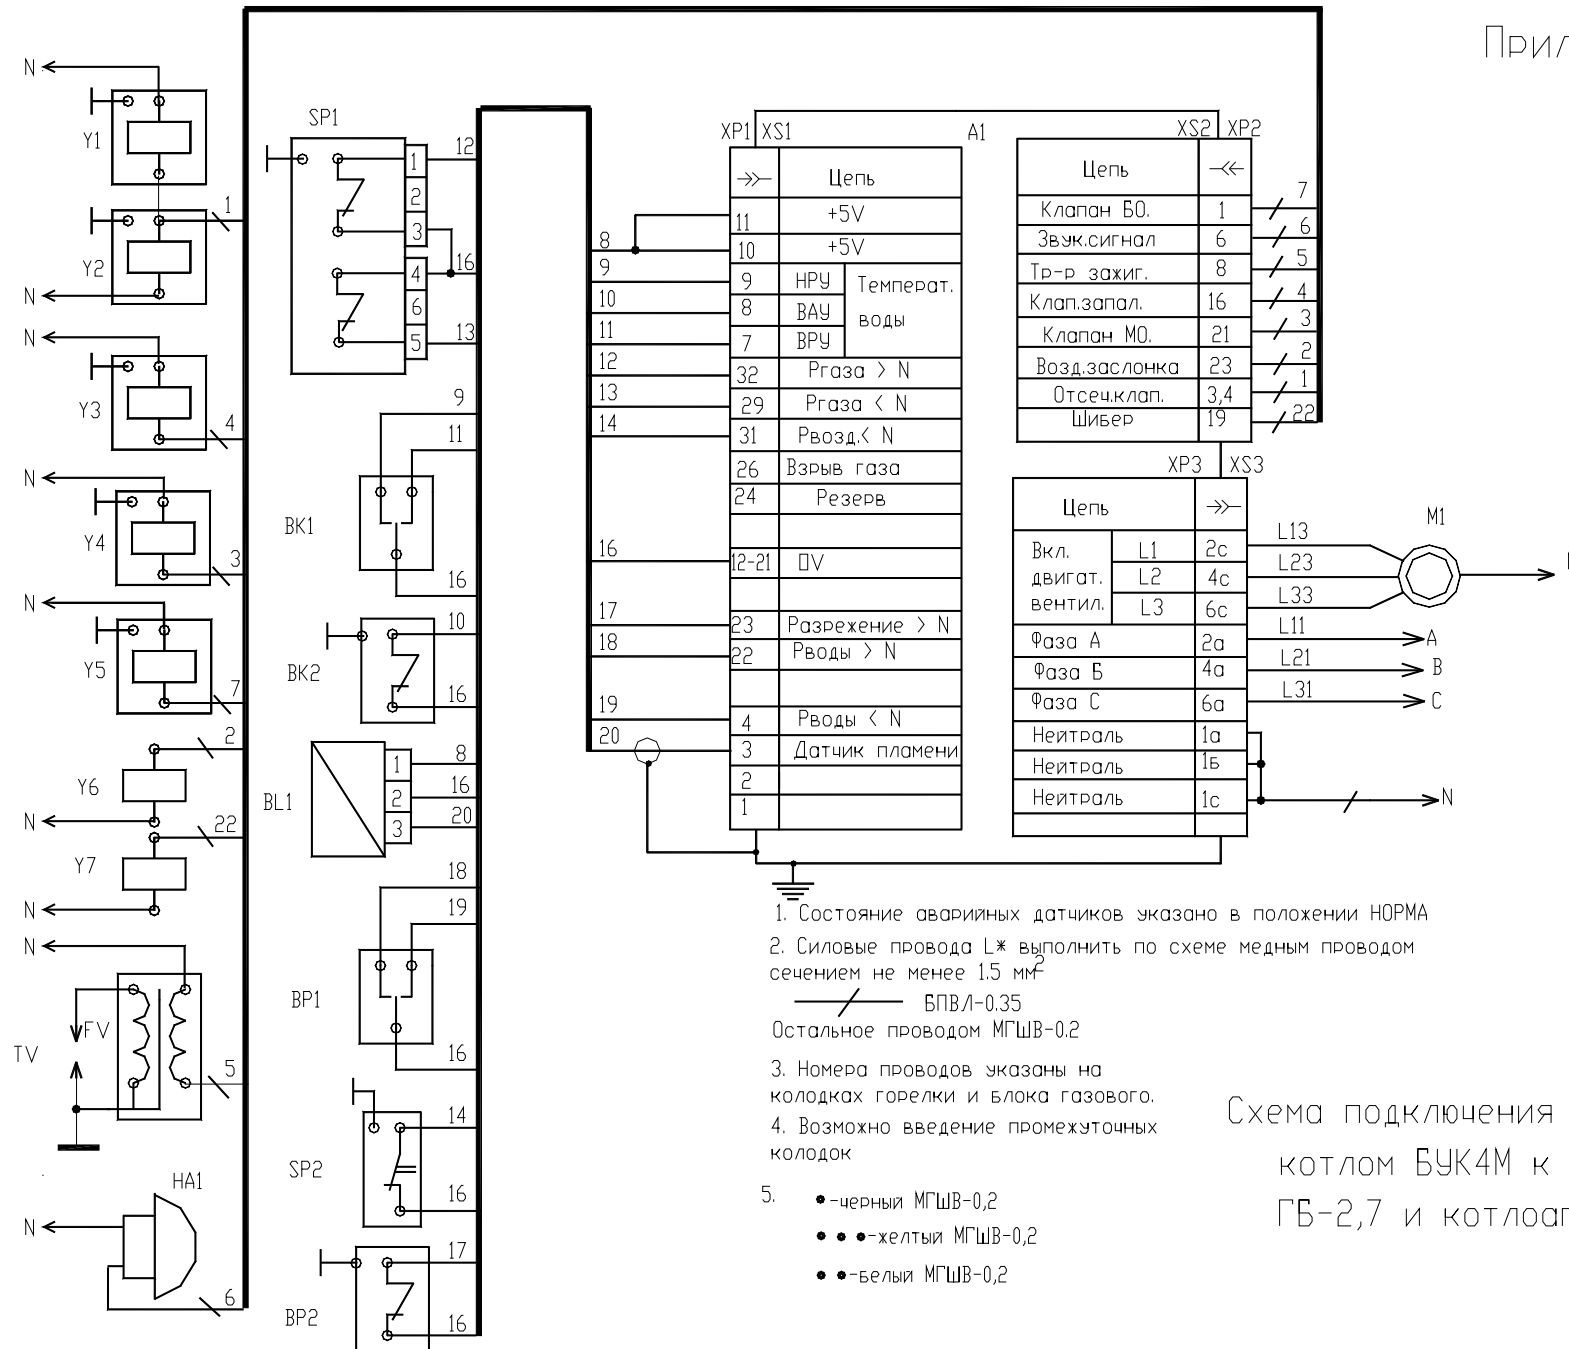 Прил
N
Y1
Y2
1
N
N
Y3
4
N
Y4
3
N
Y5
7
2
Y6
N
22
Y7
N
N
FV
TV
5
HA1
N
6
SP1
1 12
2
3
4 16
6
5 13
9
11
BK1
16
10
BK2
16
BL1
1 8
2 16
3 20
18
19
BP1
16
14
SP2
16
17
BP2
16
XP1 XS1 A1
Цепь
11 +5V
8 10 +5V
9 9 НРУ Температ.
10 8 ВАУ воды
11 7 ВРУ
12 32 Ргаза > N
13 29 Ргаза < N
14 31 Рвозд.< N
26 Взрыв газа
24 Резерв
16 12-21 0V
17 23 Разрежение > N
18 22 Рводы > N
19 4 Рводы < N
20 3 Датчик пламени
2
1
XS2 XP2
Цепь
Клапан БО. 1 7
Звук.сигнал 6 6
Тр-р зажиг. 8 5
Клап.запал. 16 4
Клапан МО. 21 3
Возд.заслонка 23 2
Отсеч.клап. 3,4 1
Шибер 19 22
XP3 XS3
Цепь
Вкл. L1 2с L13 M1
двигат. L2 4с L23
вентил. L3 6с L33
Фаза А 2а L11 A
Фаза Б 4а L21 B
Фаза С 6а L31 C
Нейтраль 1а
Нейтраль 1Б
Нейтраль 1с N
1. Состояние аварийных датчиков указано в положении НОРМА
2. Силовые провода L* выполнить по схеме медным проводом
сечением не менее 1.5 мм²
БПВЛ-0.35
Остальное проводом МГШВ-0.2
3. Номера проводов указаны на
колодках горелки и блока газового.
4. Возможно введение промежуточных
колодок
5. •-черный МГШВ-0,2
• • •-желтый МГШВ-0,2
• •-белый МГШВ-0,2
Схема подключения
котлом БУК4М к
ГБ-2,7 и котлоаг